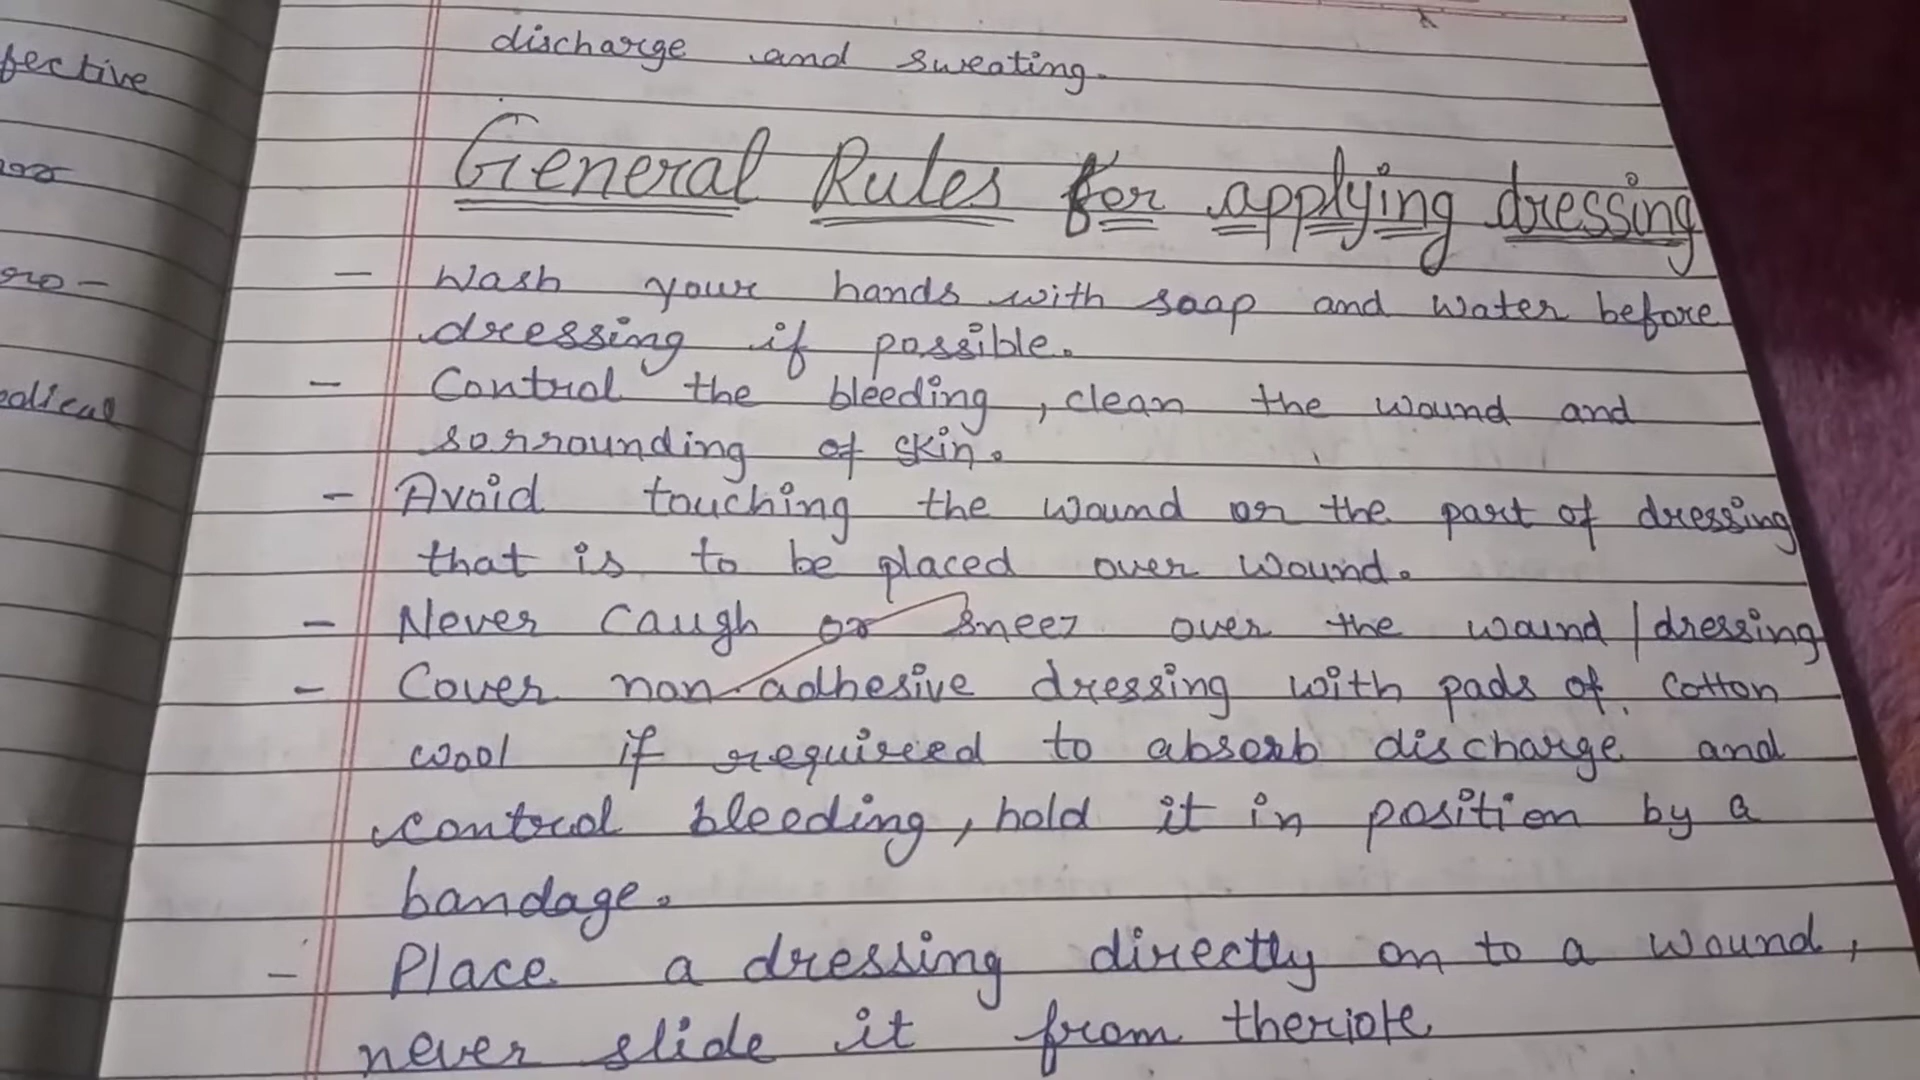 discharge and sweating.
General Rules for applying dressing
- Wash your hands with soap and water before
dressing if possible.
- Control the bleeding, clean the wound and
sorrounding of skin.
- Avoid touching the wound or the part of dressing
that is to be placed over wound.
- Never caugh or sneez over the wound/dressing
- Cover non-adhesive dressing with pads of cotton
wool if required to absorb discharge and
control bleeding, hold it in position by a
bandage.
- Place a dressing directly on to a wound,
never slide it from
fective
edical